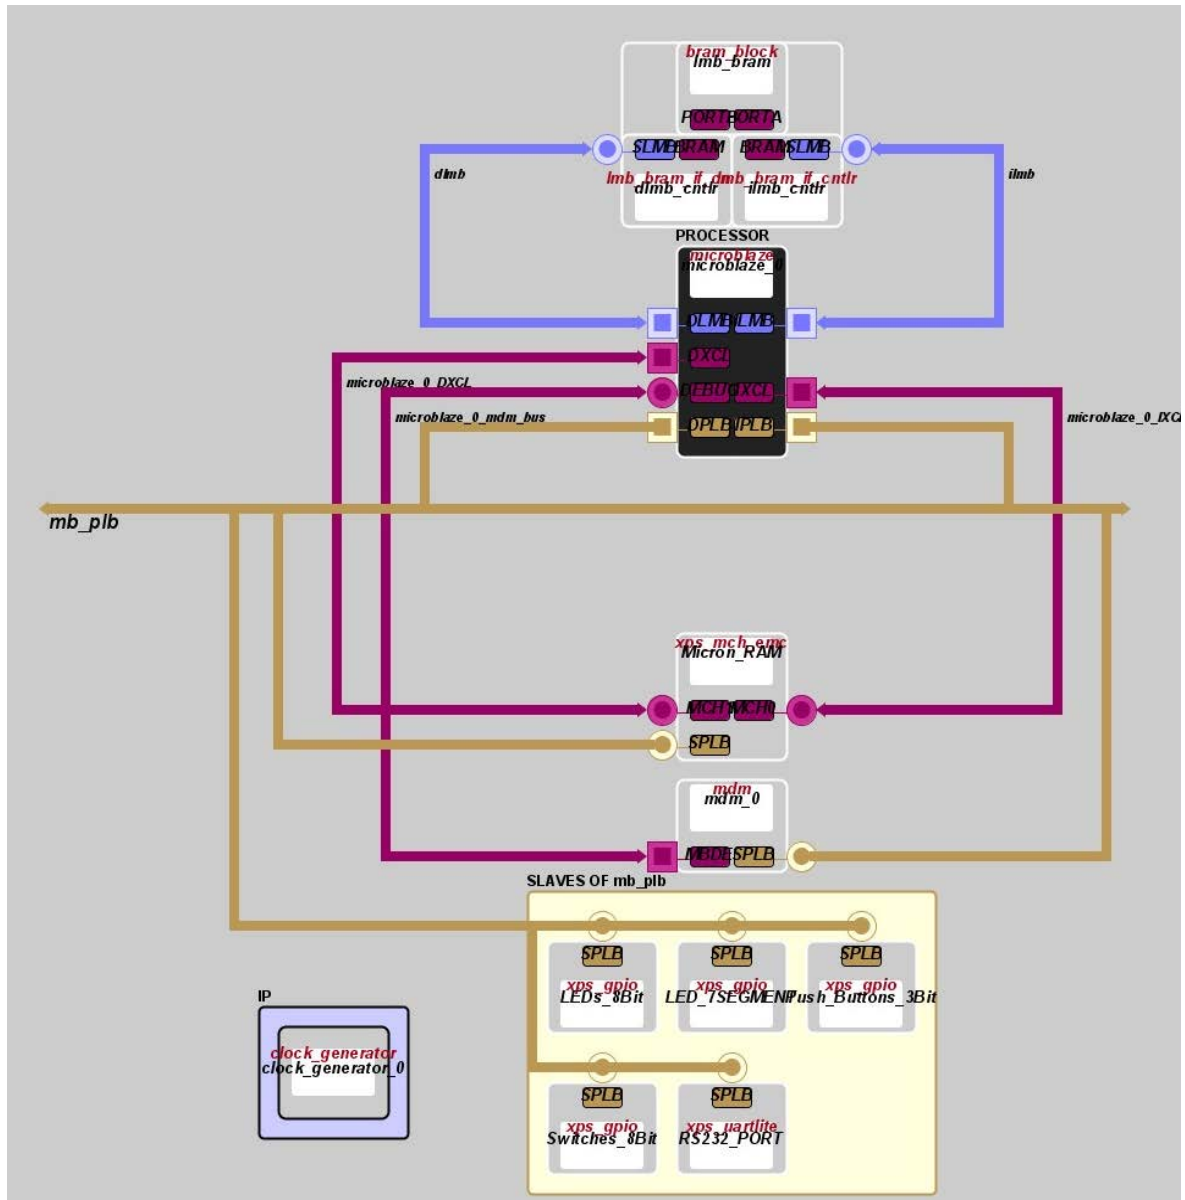 bram_block
lmb_bram
PORTB PORTA
SLMB BRAM BRAM SLMB
dlmb
ilmb
lmb_bram_if_cntlr
dlmb_cntlr ilmb_cntlr
PROCESSOR
microblaze
microblaze_0
DLMB ILMB
DXCL
microblaze_0_DXCL
DEBUG IXCL
microblaze_0_mdm_bus
DPLB IPLB
mb_plb
xps_mch_emc
Micron_RAM
MCH0
SPLB
mdm
mdm_0
SPLB
SLAVES OF mb_plb
SPLB SPLB SPLB
xps_gpio xps_gpio xps_gpio
LEDs_8Bit LED_7SEGMENT Push_Buttons_3Bit
IP
clock_generator
clock_generator_0
SPLB SPLB
xps_gpio xps_uartlite
Switches_8Bit RS232_PORT